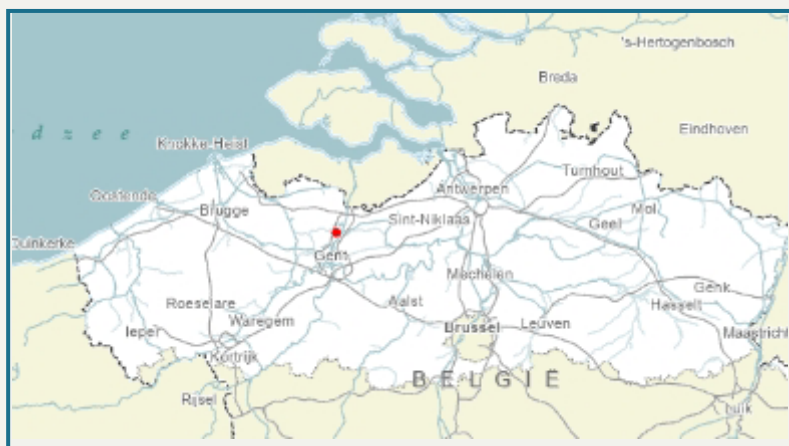 's-Hertogenbosch
Breda
d z e e
Eindhoven
Knokke-Heist
Turnhout
Antwerpen
Oostende
Mol
Brugge
Sint-Niklaas
Geel
Duinkerke
Gent
Mechelen
Genk
Roeselare
Aalst
Hasselt
Waregem
Brussel
Leuven
Ieper
Maastricht
Kortrijk
BELGIË
Rijsel
Luik